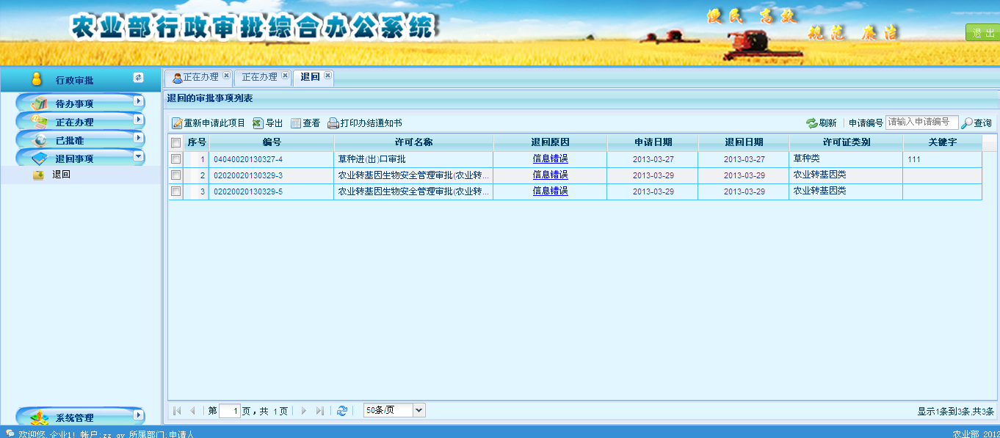 农业部行政审批综合办公系统
便民 高效
规范 廉洁
退 出
行政审批
待办事项
正在办理
已批准
退回事项
退回
系统管理
正在办理 正在办理 退回
退回的审批事项列表
重新申请此项目 导出 查看 打印办结通知书 刷新 申请编号 请输入申请编号 查询
序号 编号 许可名称 退回原因 申请日期 退回日期 许可证类别 关键字
1 04040020130327-4 草种进(出)口审批 信息错误 2013-03-27 2013-03-27 草种类 111
2 02020020130329-3 农业转基因生物安全管理审批(农业转... 信息错误 2013-03-29 2013-03-29 农业转基因类
3 02020020130329-5 农业转基因生物安全管理审批(农业转... 信息错误 2013-03-29 2013-03-29 农业转基因类
第 1 页,共 1 页 50条/页 显示1条到3条,共3条
欢迎您,企业1! 帐户:zz_qy 所属部门:申请人 农业部 2012